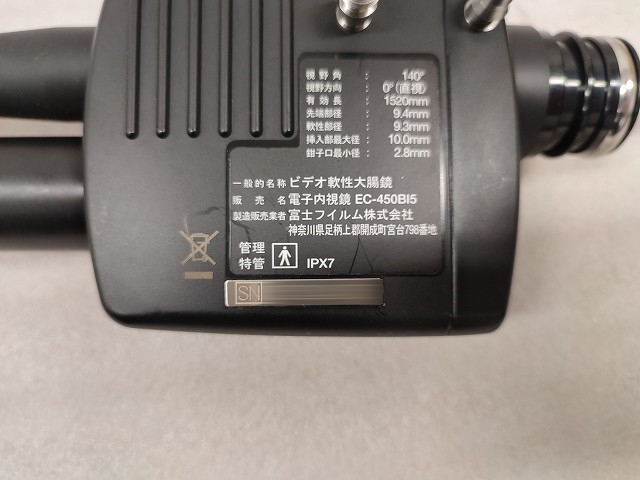 視野角 : 140°
視野方向 : 0°(直視)
有効長 : 1520mm
先端部径 : 9.4mm
軟性部径 : 9.3mm
挿入部最大径 : 10.0mm
鉗子口最小径 : 2.8mm
一般的名称 ビデオ軟性大腸鏡
販売名 電子内視鏡 EC-450BI5
製造販売業者 富士フイルム株式会社
神奈川県足柄上郡開成町宮台798番地
管理
特管 IPX7
SN